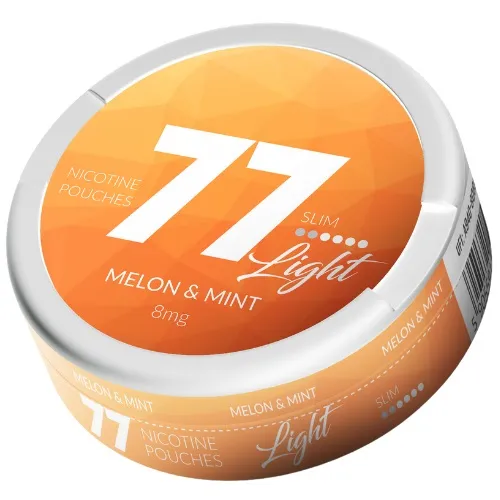 77
NICOTINE
POUCHES
SLIM
Light
MELON & MINT
8mg
MELON & MINT
MELON & MINT
MELON & MINT
77
NICOTINE
POUCHES
Light
SLIM